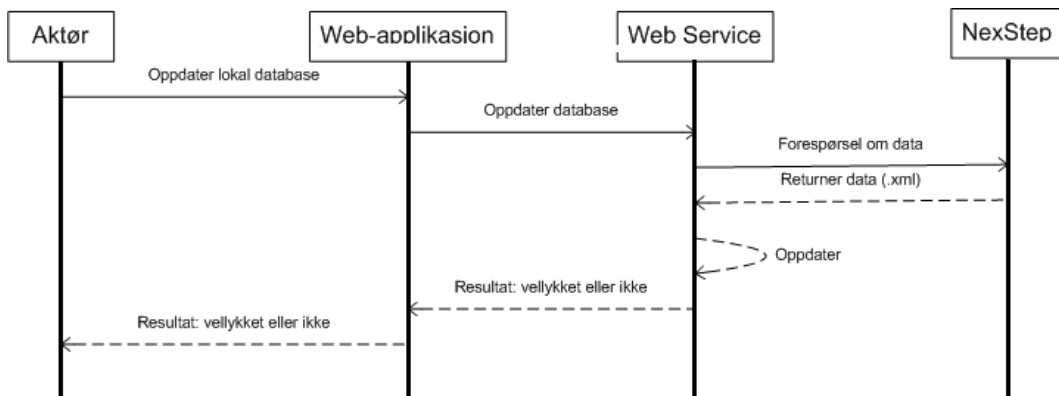 Aktør
Web-applikasion
Web Service
NexStep
Oppdater lokal database
Oppdater database
Forespørsel om data
Returner data (.xml)
Oppdater
Resultat: vellykket eller ikke
Resultat: vellykket eller ikke